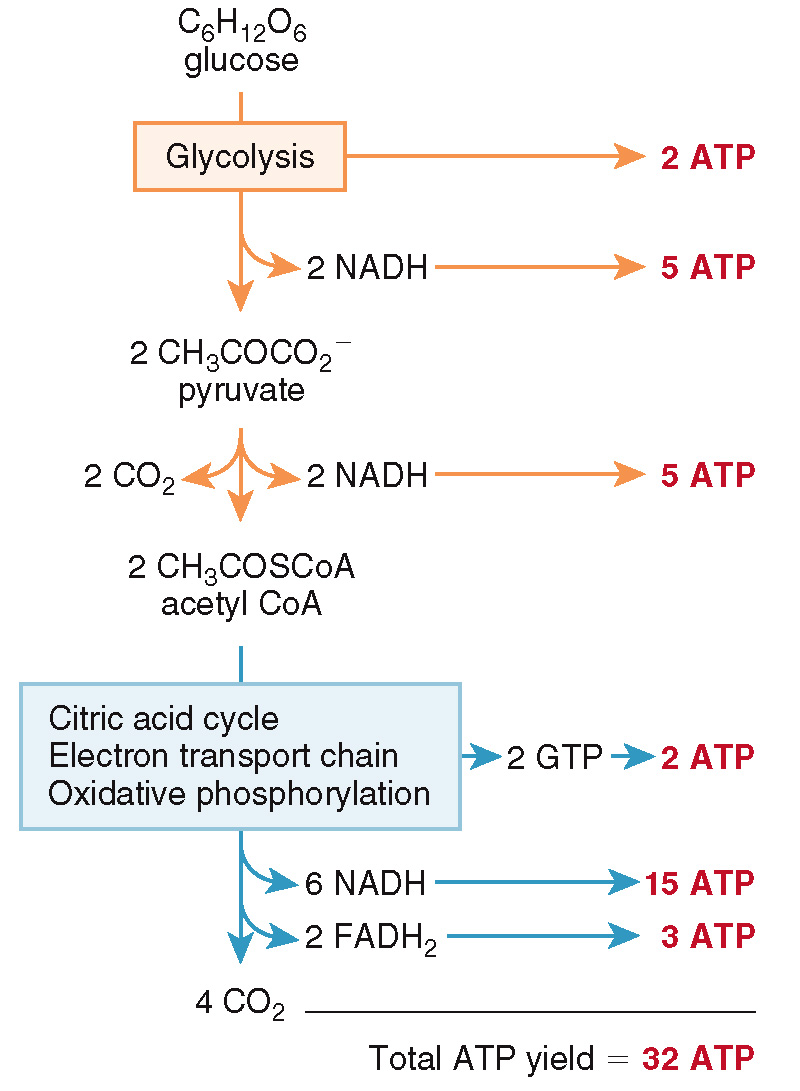 C₆H₁₂O₆
glucose
Glycolysis
2 ATP
2 NADH
5 ATP
2 CH₃COCO₂⁻
pyruvate
2 CO₂
2 NADH
5 ATP
2 CH₃COSCoA
acetyl CoA
Citric acid cycle
Electron transport chain
Oxidative phosphorylation
2 GTP
2 ATP
6 NADH
15 ATP
2 FADH₂
3 ATP
4 CO₂
Total ATP yield = 32 ATP